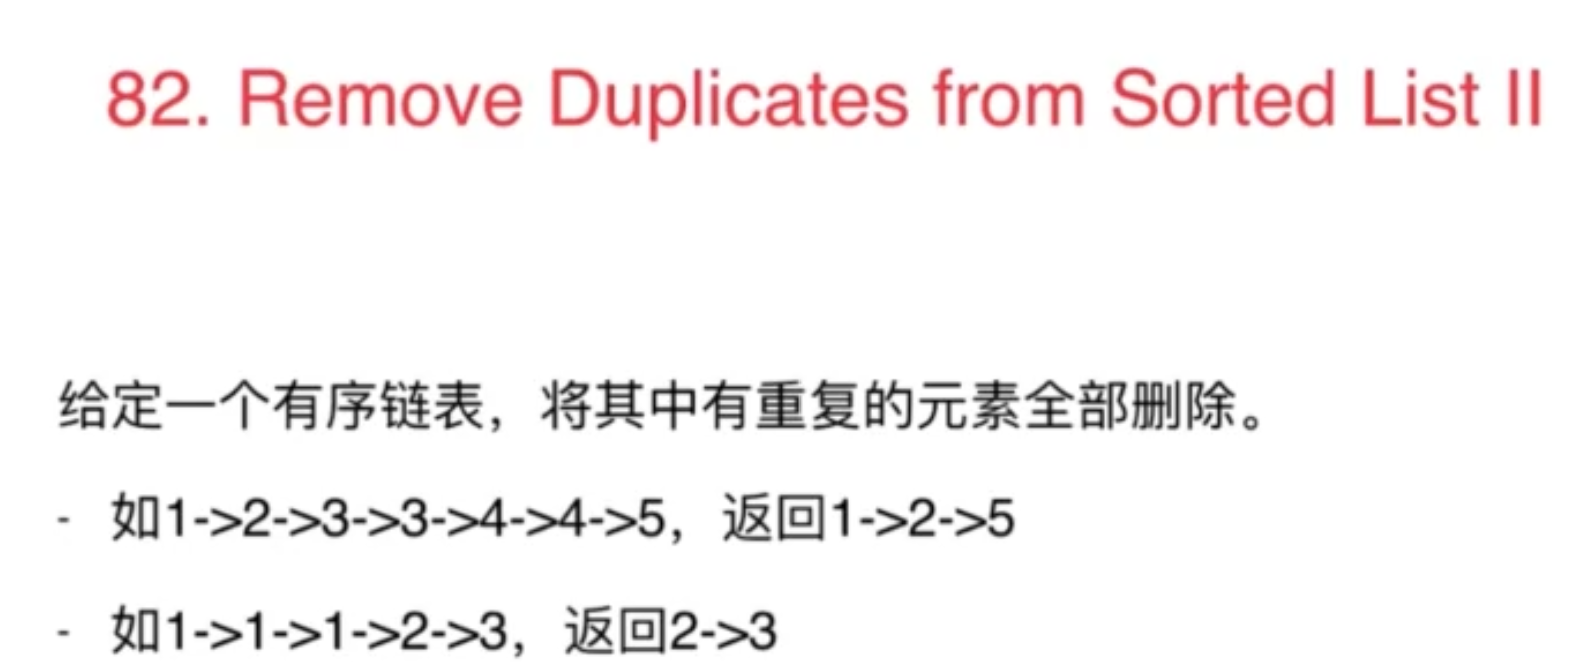 82. Remove Duplicates from Sorted List II
给定一个有序链表，将其中有重复的元素全部删除。
- 如1->2->3->3->4->4->5，返回1->2->5
- 如1->1->1->2->3，返回2->3